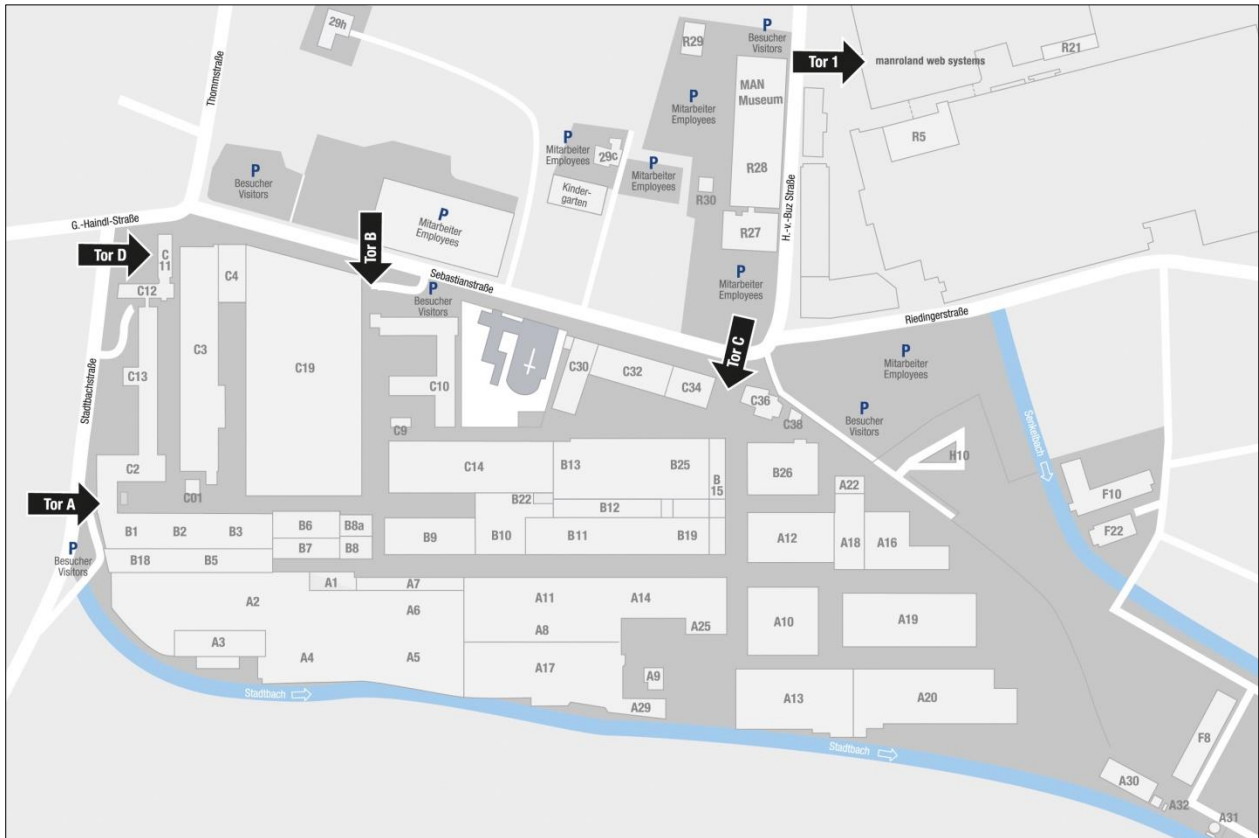 29h
R29
P
Besucher
Visitors
Tor 1
manroland web systems
R21
Thommstraße
P
Mitarbeiter
Employees
MAN
Museum
R5
P
Mitarbeiter
Employees
29c
P
Mitarbeiter
Employees
R28
P
Besucher
Visitors
Kinder-
garten
R30
H.-v.-Buz Straße
G.-Haindl-Straße
P
Mitarbeiter
Employees
R27
Tor D
C
11
Tor B
C4
Sebastianstraße
P
Mitarbeiter
Employees
C12
P
Besucher
Visitors
Riedingerstraße
C3
Tor C
P
Mitarbeiter
Employees
Stadtbachstraße
C13
C19
C10
C30
C32
C34
C36
C38
P
Besucher
Visitors
Senkelbach
C9
H10
C2
C14
B13
B25
B
15
B26
A22
F10
C01
B22
B12
Tor A
F22
B1
B2
B3
B6
B8a
B9
B10
B11
B19
A12
A18
A16
B7
B8
P
Besucher
Visitors
B18
B5
A1
A7
A2
A6
A11
A14
A10
A19
A25
A8
A3
A4
A5
A17
A9
Stadtbach
A29
A13
A20
Stadtbach
F8
A30
A32
A31